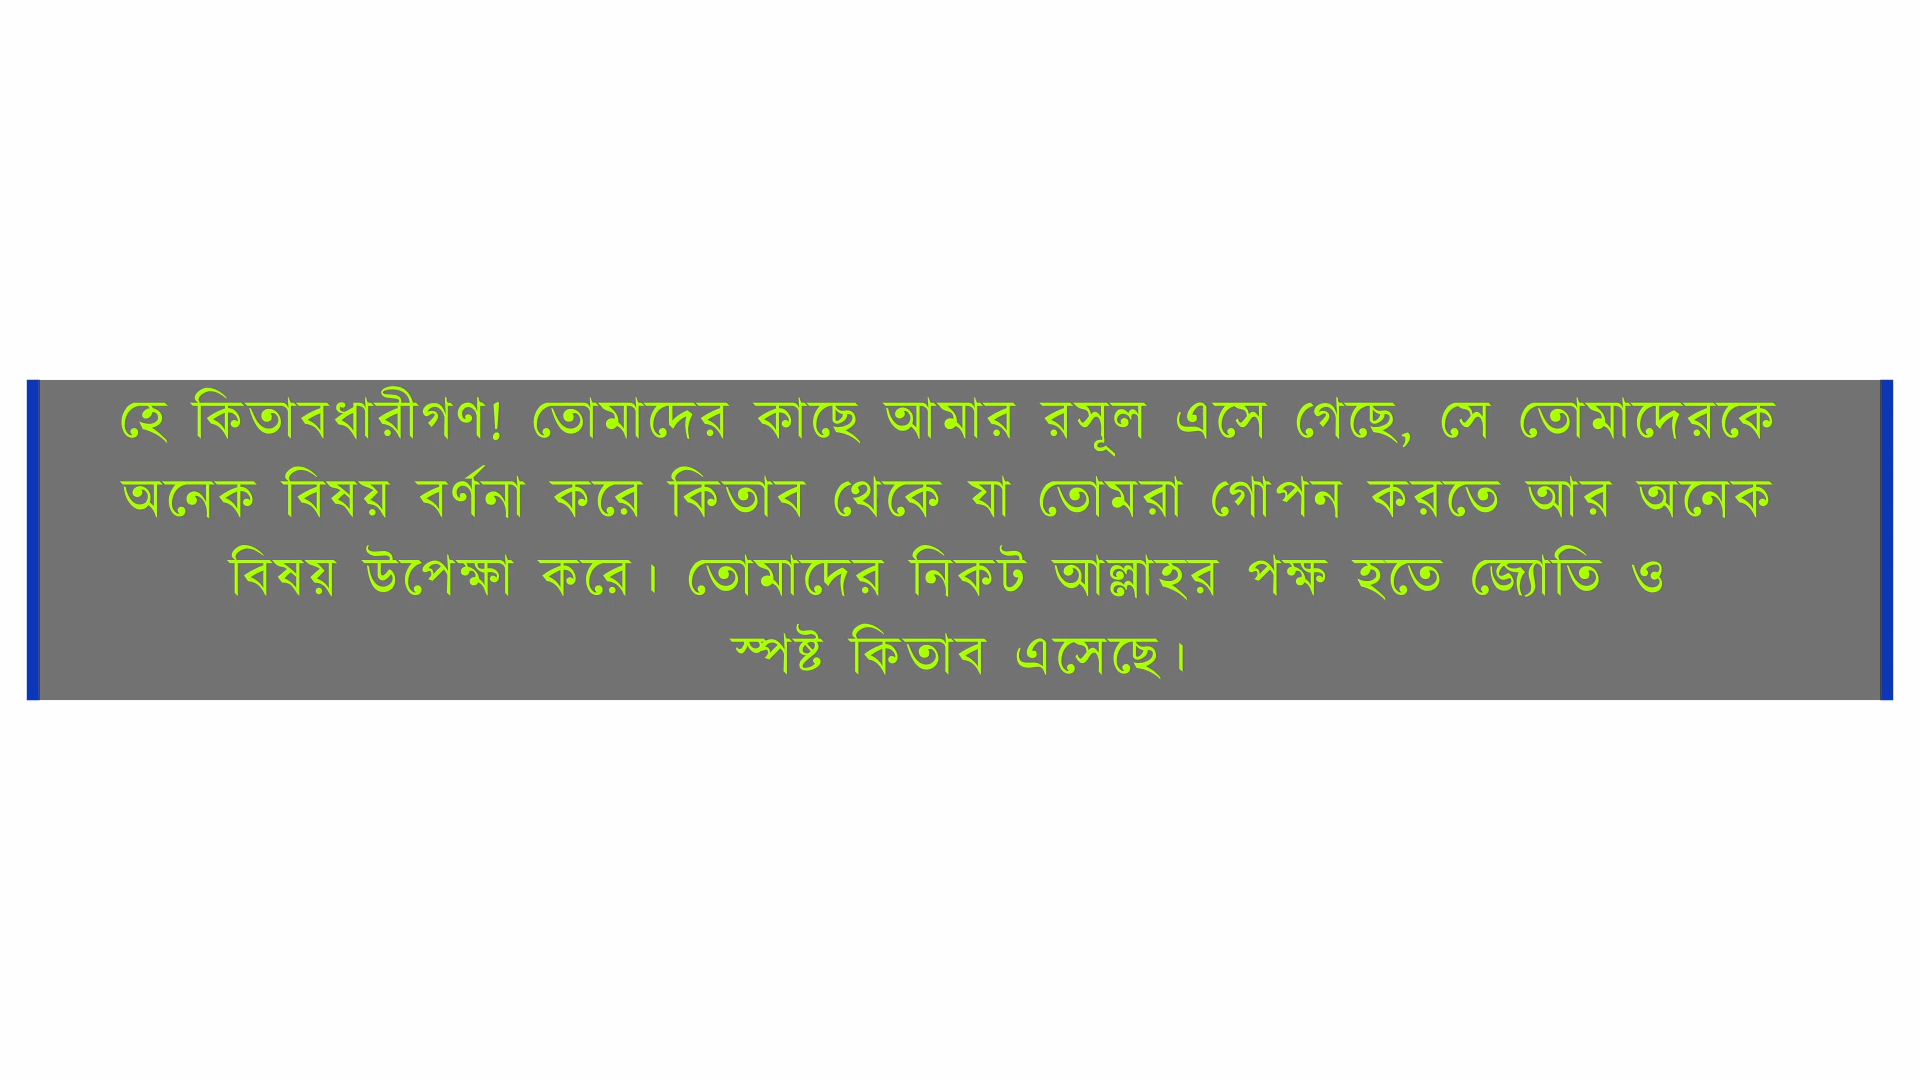 হে কিতাবধারীগণ! তোমাদের কাছে আমার রসূল এসে গেছে, সে তোমাদেরকে
অনেক বিষয় বর্ণনা করে কিতাব থেকে যা তোমরা গোপন করতে আর অনেক
বিষয় উপেক্ষা করে। তোমাদের নিকট আল্লাহর পক্ষ হতে জ্যোতি ও
স্পষ্ট কিতাব এসেছে।